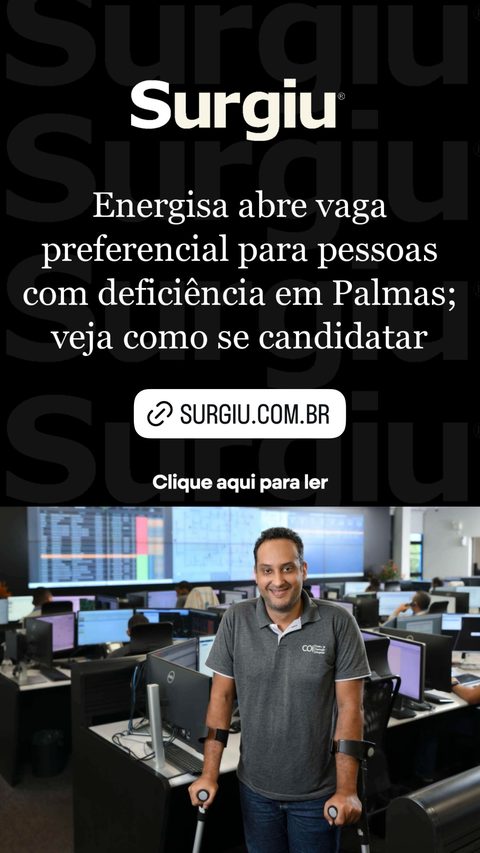 Surgiu®
Energisa abre vaga
preferencial para pessoas
com deficiência em Palmas;
veja como se candidatar
SURGIU.COM.BR
Clique aqui para ler
COI